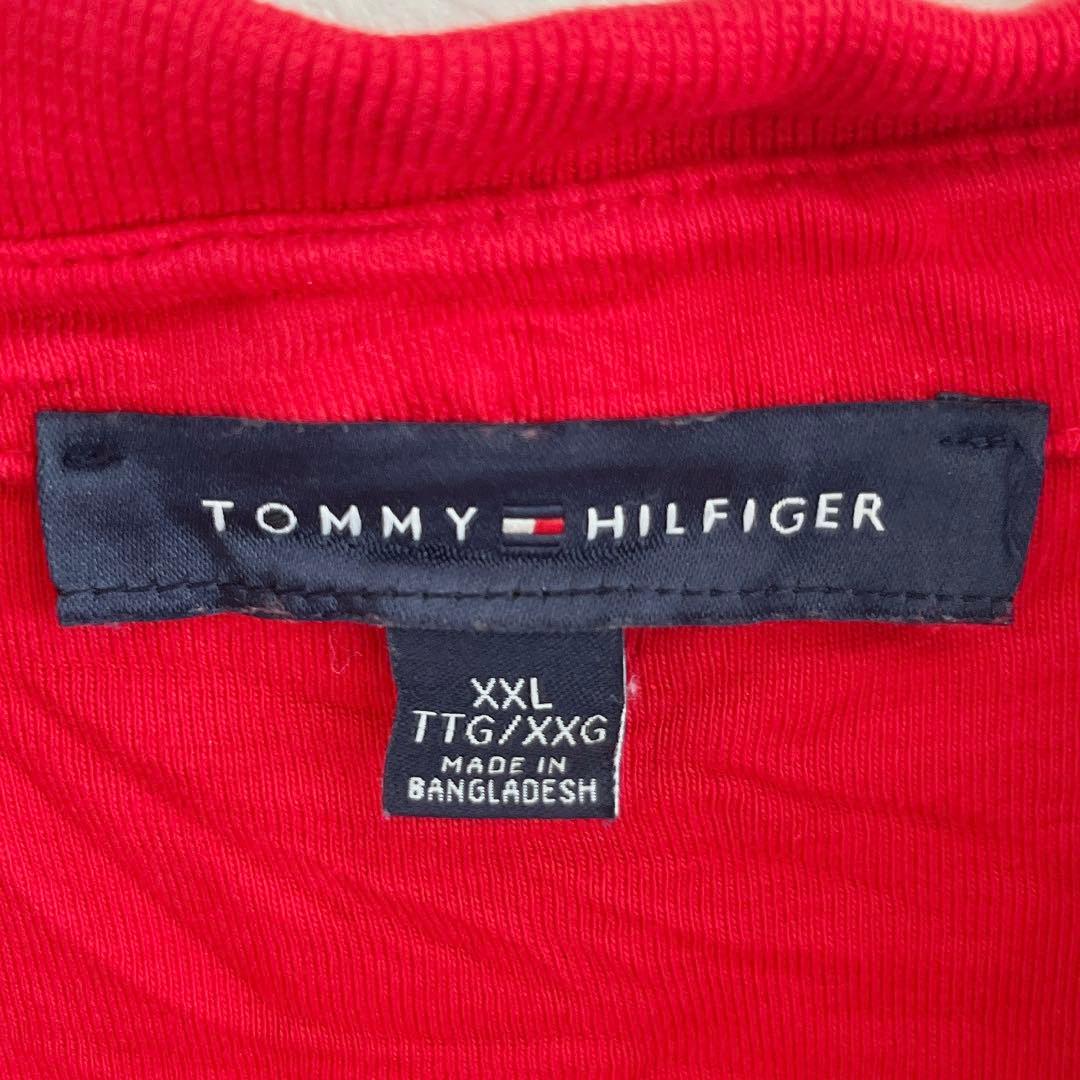 TOMMY HILFIGER
XXL
TTG/XXG
MADE IN
BANGLADESH